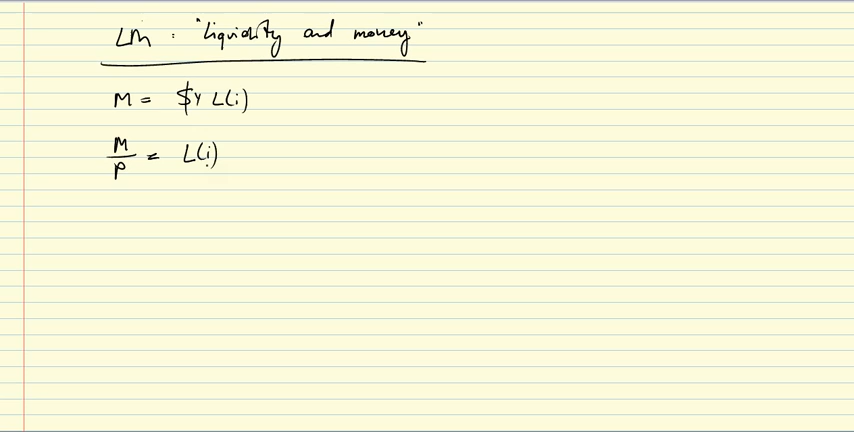 LM : "liquidity and money"
M = $Y L(i)
M/P = L(i)